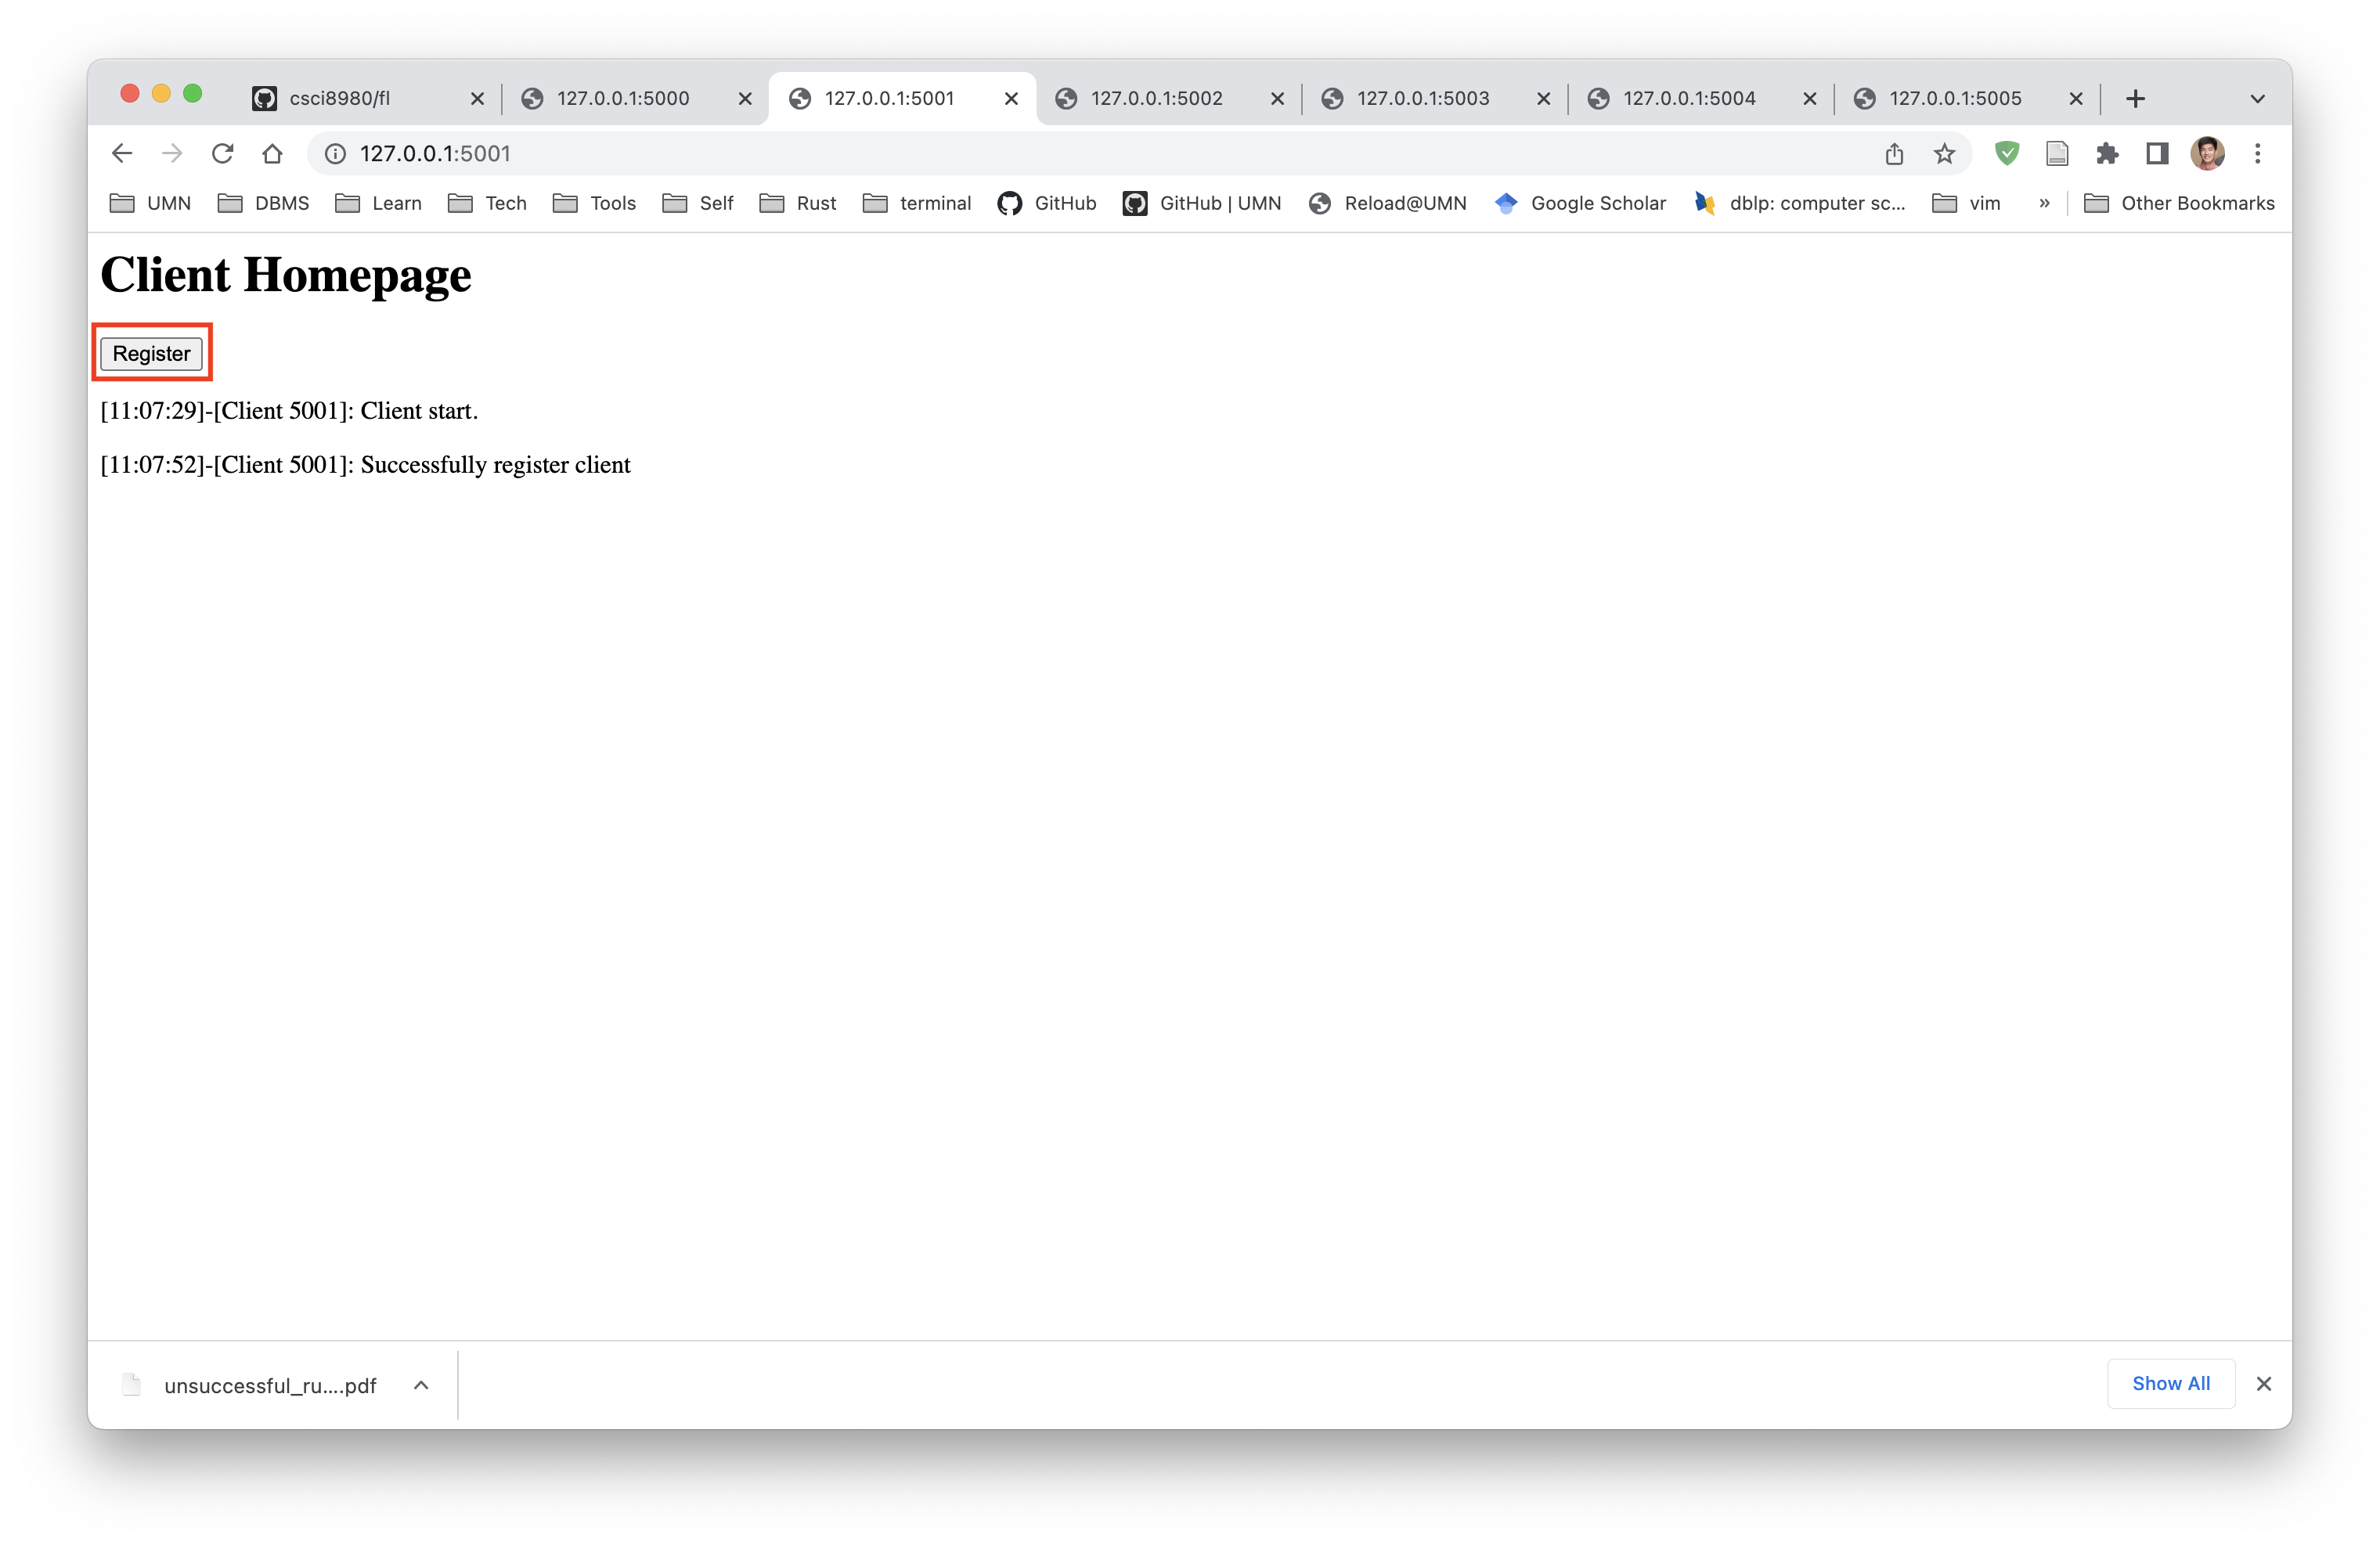 csci8980/fl
127.0.0.1:5000
127.0.0.1:5001
127.0.0.1:5002
127.0.0.1:5003
127.0.0.1:5004
127.0.0.1:5005
127.0.0.1:5001
UMN
DBMS
Learn
Tech
Tools
Self
Rust
terminal
GitHub
GitHub | UMN
Reload@UMN
Google Scholar
dblp: computer sc...
vim
»
Other Bookmarks
Client Homepage
Register
[11:07:29]-[Client 5001]: Client start.
[11:07:52]-[Client 5001]: Successfully register client
unsuccessful_ru....pdf
Show All